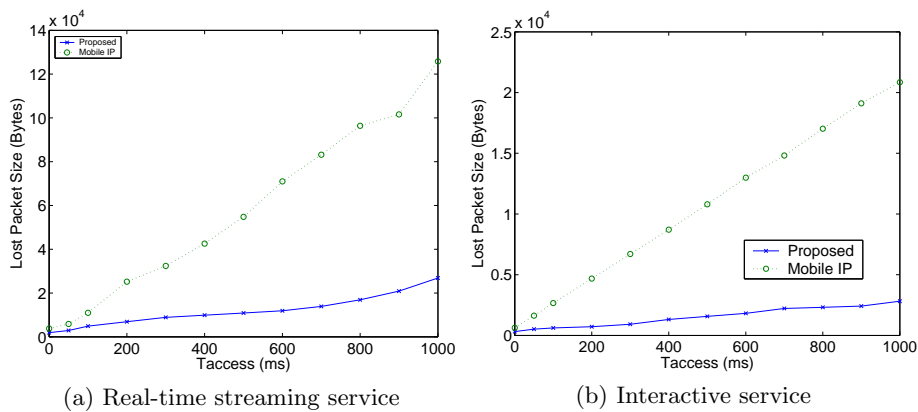 x 10^4
14
12
10
8
6
4
2
0
Lost Packet Size (Bytes)
Proposed
Mobile IP
0 200 400 600 800 1000
Taccess (ms)
(a) Real-time streaming service
x 10^4
2.5
2
1.5
1
0.5
0
Lost Packet Size (Bytes)
Proposed
Mobile IP
0 200 400 600 800 1000
Taccess (ms)
(b) Interactive service